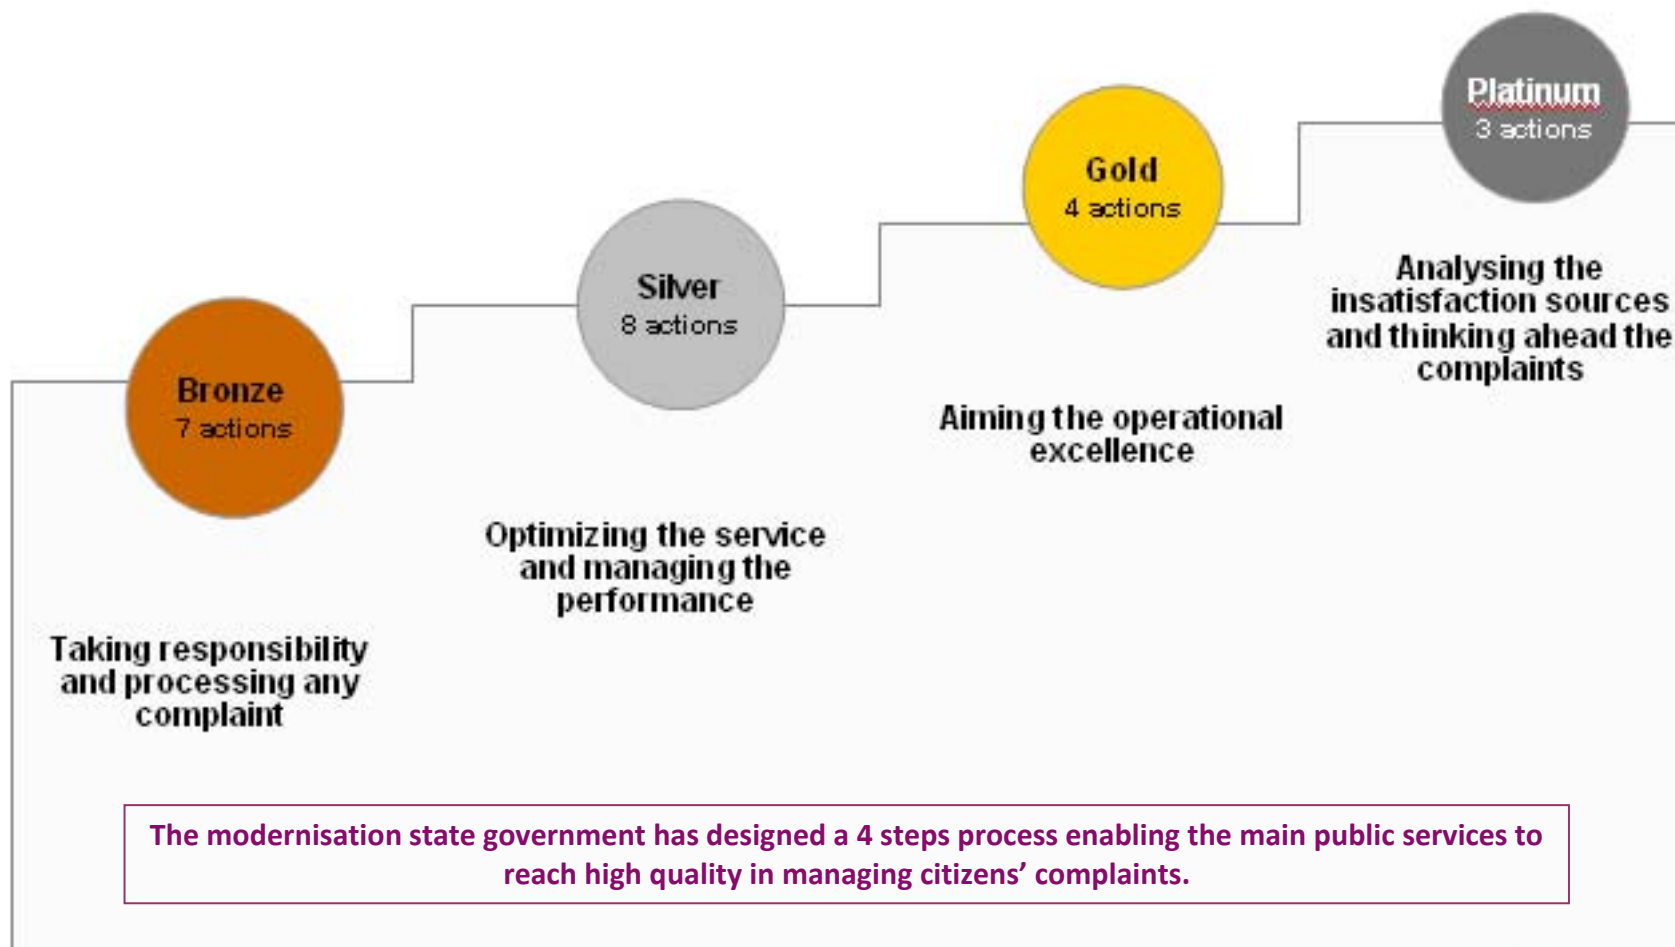 Platinum
3 actions
Gold
4 actions
Silver
8 actions
Bronze
7 actions
Analysing the
insatisfaction sources
and thinking ahead the
complaints
Aiming the operational
excellence
Optimizing the service
and managing the
performance
Taking responsibility
and processing any
complaint
The modernisation state government has designed a 4 steps process enabling the main public services to
reach high quality in managing citizens’ complaints.